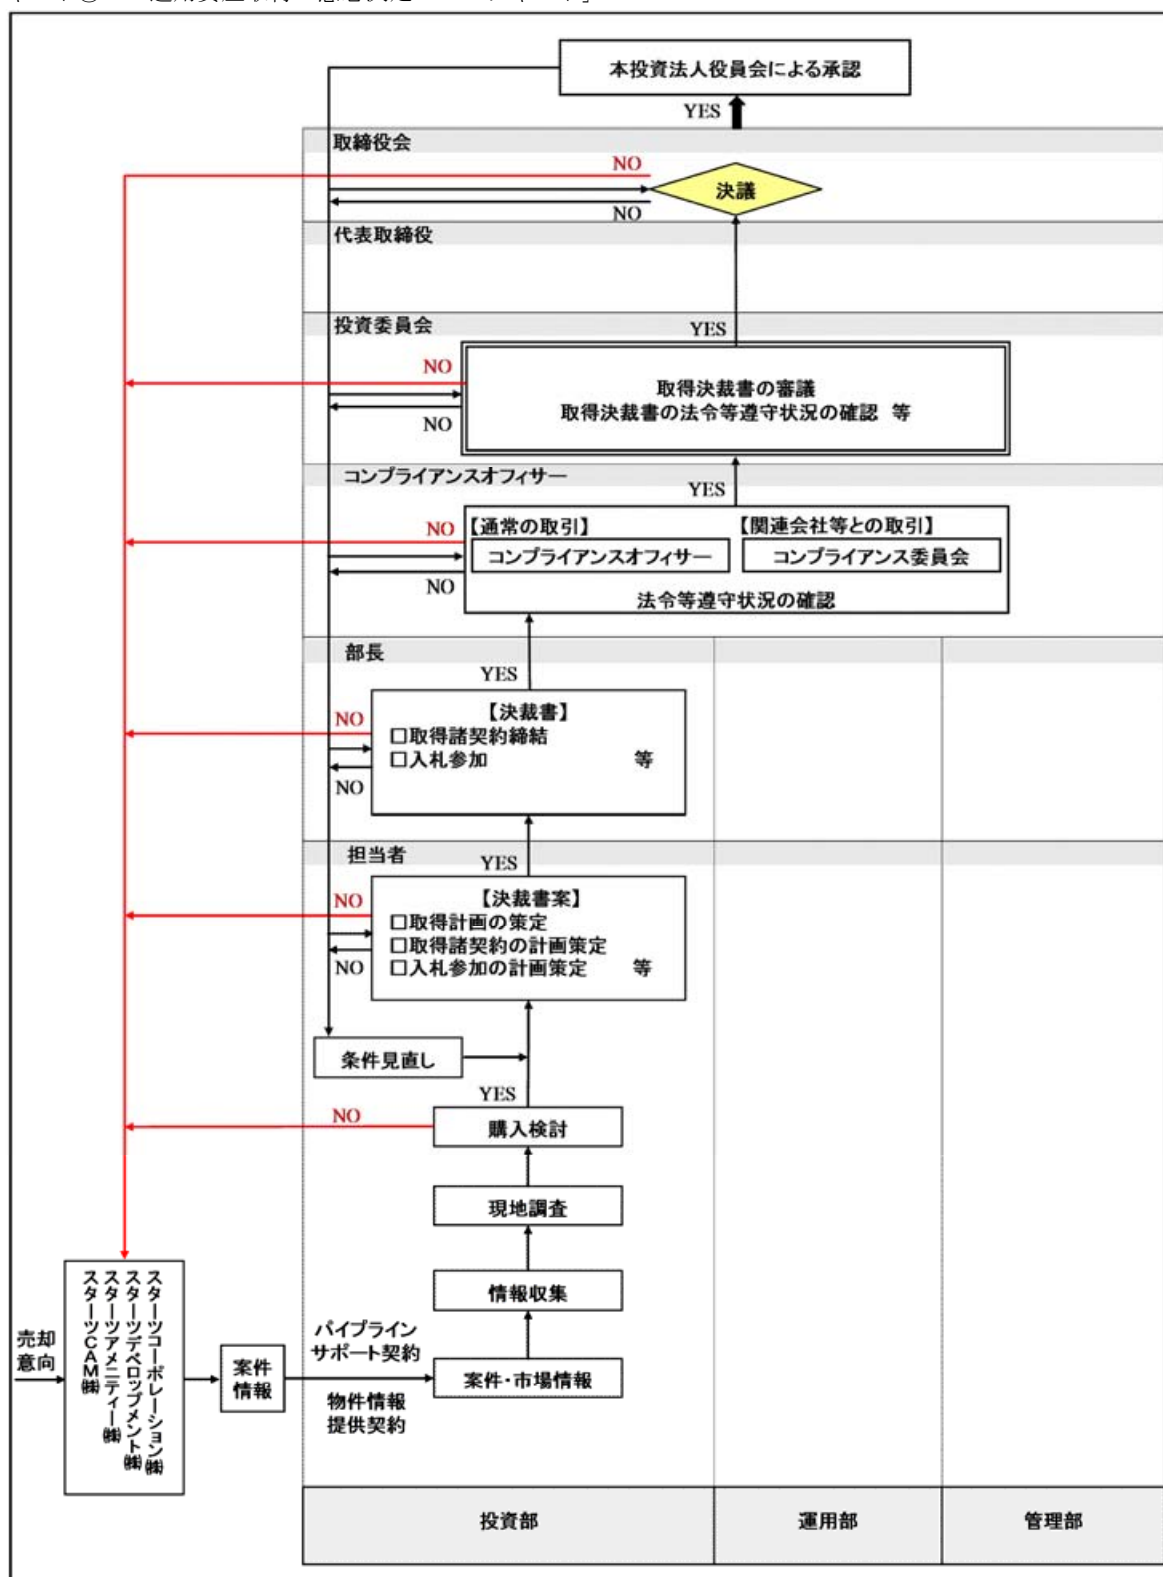 本投資法人役員会による承認
YES
取締役会
NO
決議
NO
代表取締役
投資委員会
YES
NO
取得決裁書の審議
取得決裁書の法令等遵守状況の確認 等
NO
コンプライアンスオフィサー
YES
NO
【通常の取引】
【関連会社等との取引】
コンプライアンスオフィサー
コンプライアンス委員会
NO
法令等遵守状況の確認
部長
YES
【決裁書】
NO
□取得諸契約締結
□入札参加 等
NO
担当者
YES
【決裁書案】
NO
□取得計画の策定
□取得諸契約の計画策定
□入札参加の計画策定 等
NO
条件見直し
YES
NO
購入検討
現地調査
情報収集
売却
意向
スターツコーポレーション㈱
スターツデベロップメント㈱
スターツアメニティー㈱
スターツCAM㈱
案件
情報
パイプライン
サポート契約
物件情報
提供契約
案件・市場情報
投資部
運用部
管理部